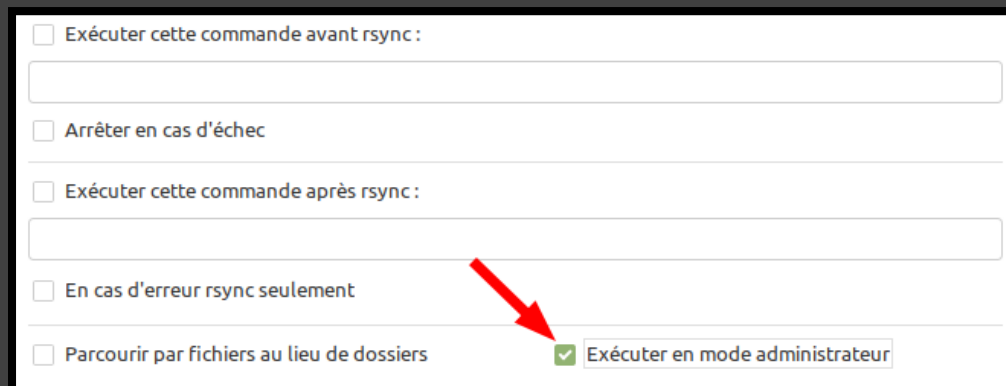 Exécuter cette commande avant rsync :
Arrêter en cas d'échec
Exécuter cette commande après rsync :
En cas d'erreur rsync seulement
Parcourir par fichiers au lieu de dossiers
Exécuter en mode administrateur